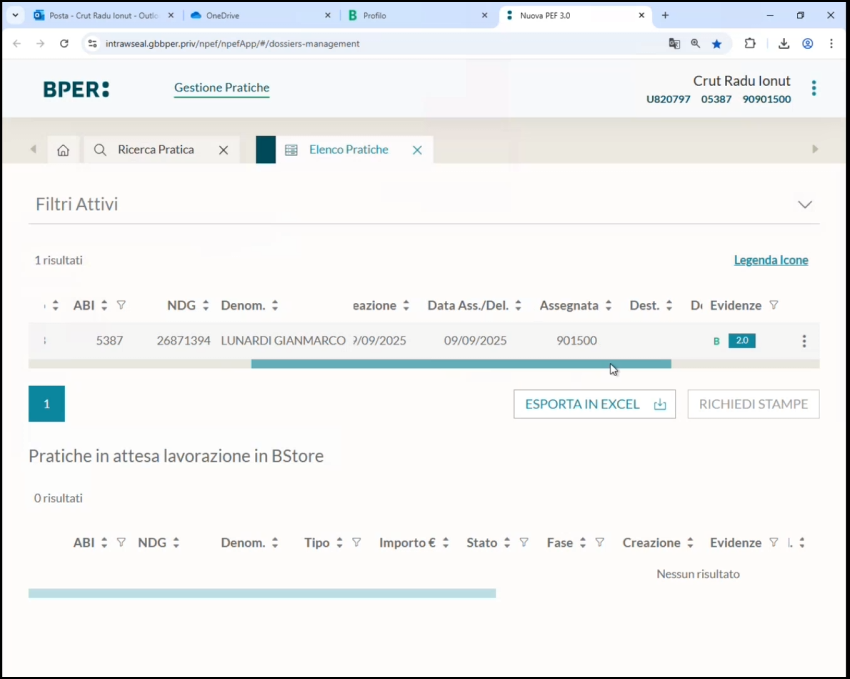 Posta - Crut Radu Ionut - Outlo
OneDrive
Profilo
Nuova PEF 3.0
intrawseal.gbbper.priv/npef/npefApp/#/dossiers-management
BPER:
Gestione Pratiche
Crut Radu Ionut
U820797 05387 90901500
Ricerca Pratica
Elenco Pratiche
Filtri Attivi
1 risultati
Legenda Icone
ABI NDG Denom. eazione Data Ass./Del. Assegnata Dest. De Evidenze
5387 26871394 LUNARDI GIANMARCO /09/2025 09/09/2025 901500 B 2.0
1
ESPORTA IN EXCEL
RICHIEDI STAMPE
Pratiche in attesa lavorazione in BStore
0 risultati
ABI NDG Denom. Tipo Importo € Stato Fase Creazione Evidenze
Nessun risultato